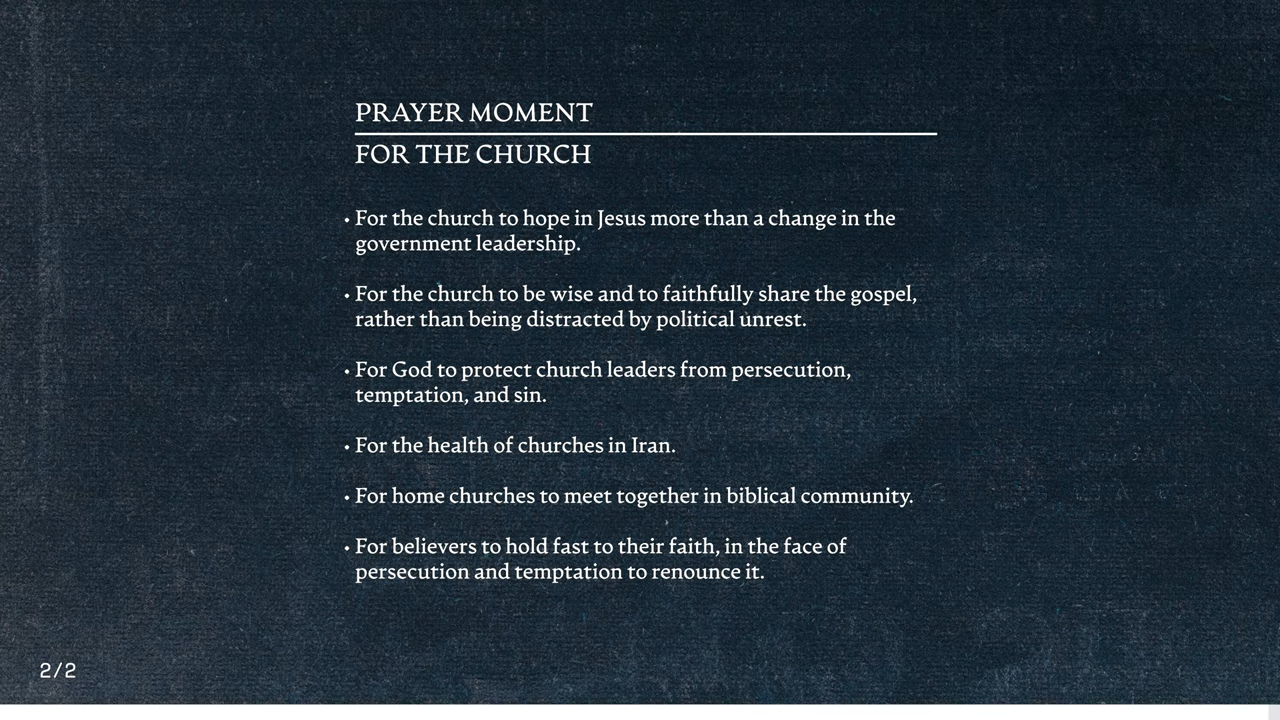 PRAYER MOMENT
FOR THE CHURCH
• For the church to hope in Jesus more than a change in the
government leadership.
• For the church to be wise and to faithfully share the gospel,
rather than being distracted by political unrest.
• For God to protect church leaders from persecution,
temptation, and sin.
• For the health of churches in Iran.
• For home churches to meet together in biblical community.
• For believers to hold fast to their faith, in the face of
persecution and temptation to renounce it.
2/2